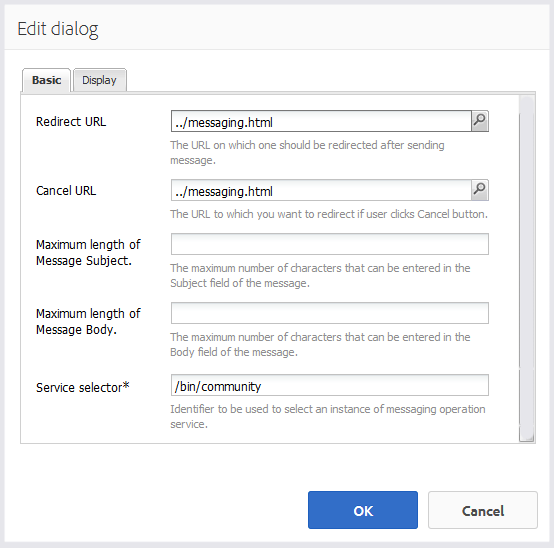 Edit dialog
Basic
Display
Redirect URL
../messaging.html
The URL on which one should be redirected after sending
message.
Cancel URL
../messaging.html
The URL to which you want to redirect if user clicks Cancel button.
Maximum length of
Message Subject.
The maximum number of characters that can be entered in the
Subject field of the message.
Maximum length of
Message Body.
The maximum number of characters that can be entered in the
Body field of the message.
Service selector*
/bin/community
Identifier to be used to select an instance of messaging operation
service.
OK
Cancel